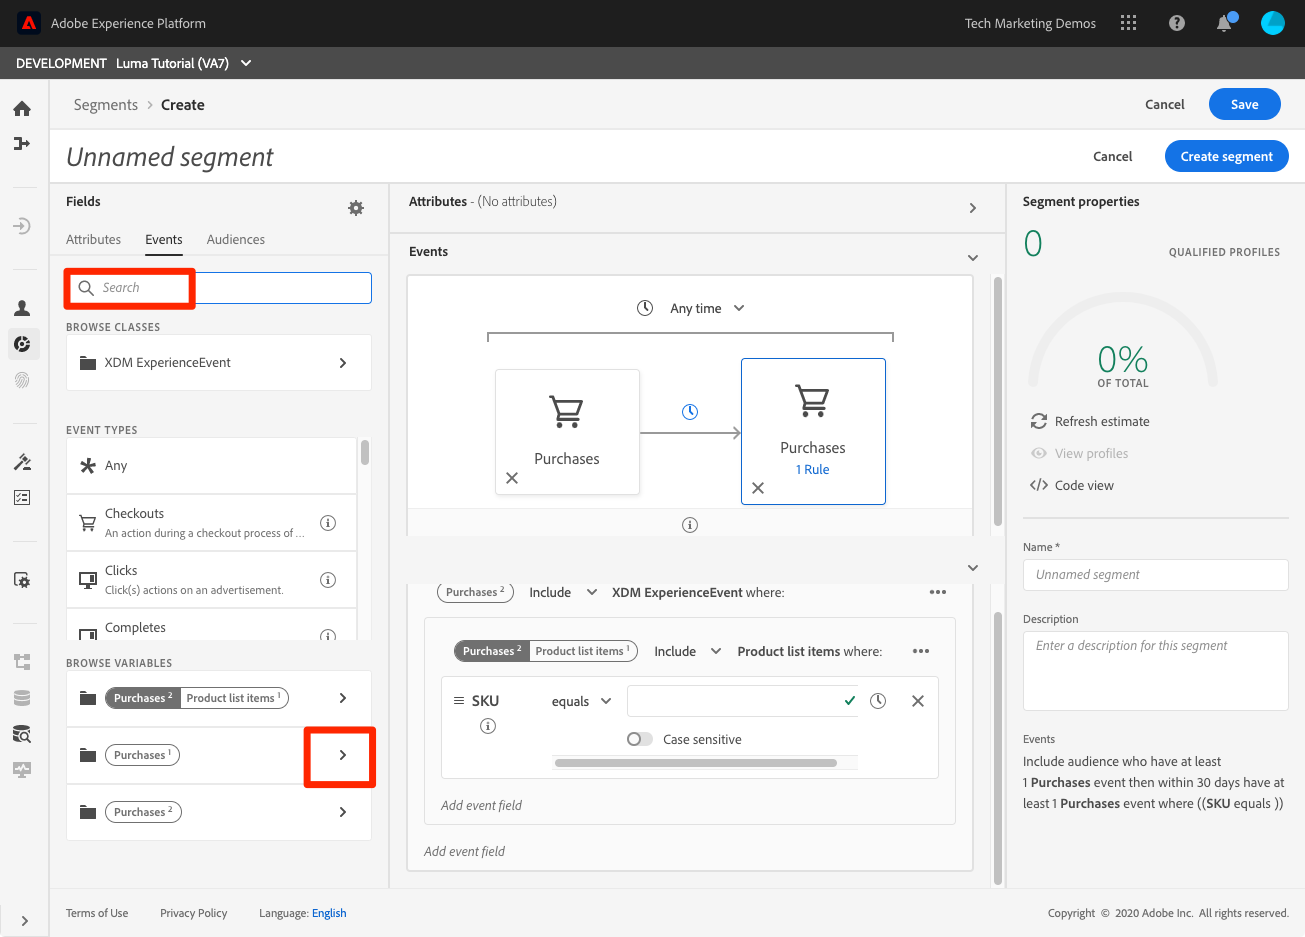 Adobe Experience Platform
Tech Marketing Demos
DEVELOPMENT Luma Tutorial (VA7)
Segments > Create
Cancel
Save
Unnamed segment
Cancel
Create segment
Fields
Attributes
Events
Audiences
Search
BROWSE CLASSES
XDM ExperienceEvent
EVENT TYPES
Any
Checkouts
An action during a checkout process of ...
Clicks
Click(s) actions on an advertisement.
Completes
BROWSE VARIABLES
Purchases 2 Product list items 1
Purchases 1
Purchases 2
Attributes - (No attributes)
Events
Any time
Purchases
Purchases
1 Rule
Purchases 2 Include XDM ExperienceEvent where:
Purchases 2 Product list items 1 Include Product list items where:
SKU equals
Case sensitive
Add event field
Add event field
Segment properties
0
QUALIFIED PROFILES
0%
OF TOTAL
Refresh estimate
View profiles
</> Code view
Name *
Unnamed segment
Description
Enter a description for this segment
Events
Include audience who have at least
1 Purchases event then within 30 days have at
least 1 Purchases event where ((SKU equals ))
Terms of Use
Privacy Policy
Language: English
Copyright © 2020 Adobe Inc. All rights reserved.